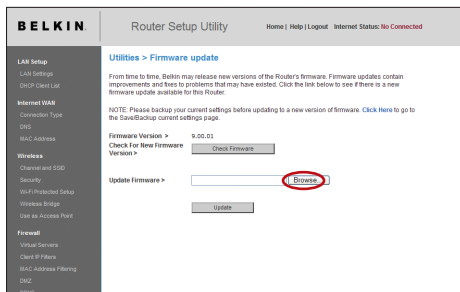 BELKIN.
Router Setup Utility
Home | Help | Logout Internet Status: No Connected
LAN Setup
LAN Settings
DHCP Client List
Internet WAN
Connection Type
DNS
MAC Address
Wireless
Channel and SSID
Security
Wi-Fi Protected Setup
Wireless Bridge
Use as Access Point
Firewall
Virtual Servers
Client IP Filters
MAC Address Filtering
DMZ
Utilities > Firmware update
From time to time, Belkin may release new versions of the Router's firmware. Firmware updates contain
improvements and fixes to problems that may have existed. Click the link below to see if there is a new
firmware update available for this Router.
NOTE: Please backup your current settings before updating to a new version of firmware. Click Here to go to
the Save/Backup current settings page.
Firmware Version > 9.00.01
Check For New Firmware
Version >
Check Firmware
Update Firmware > Browse...
Update